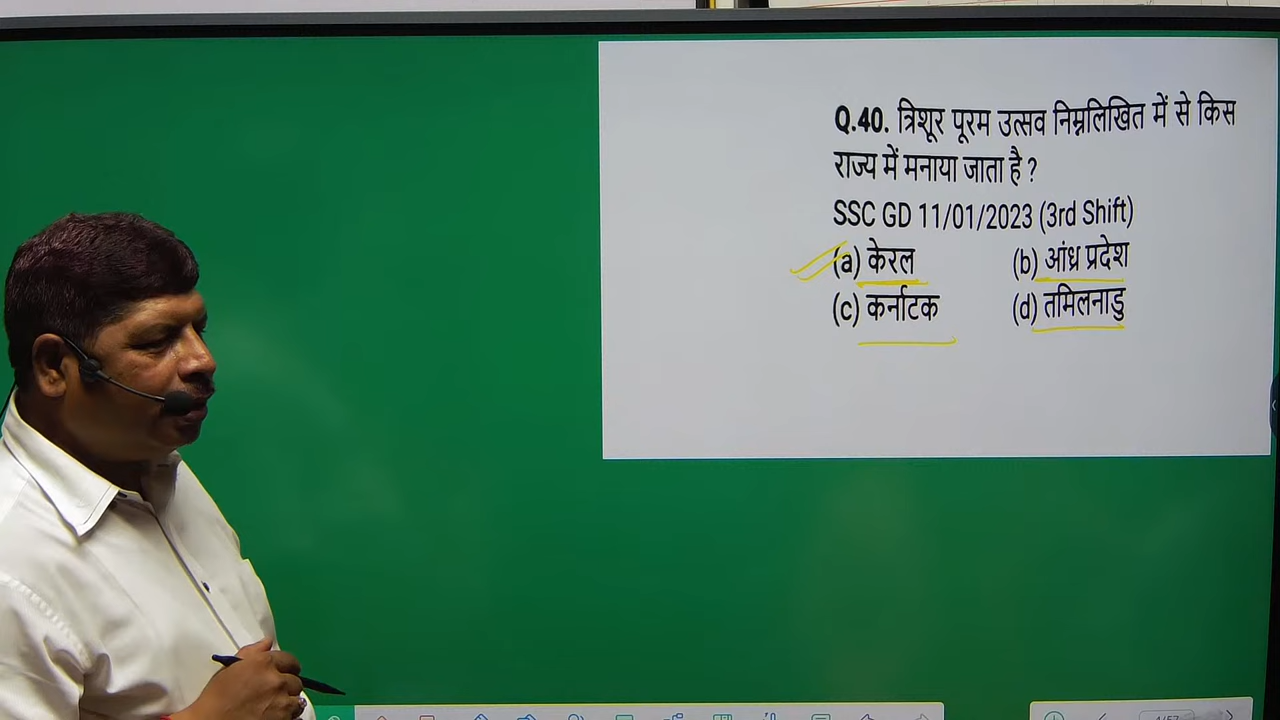 Q.40. त्रिशूर पूरम उत्सव निम्नलिखित में से किस
राज्य में मनाया जाता है ?
SSC GD 11/01/2023 (3rd Shift)
(a) केरल (b) आंध्र प्रदेश
(c) कर्नाटक (d) तमिलनाडु